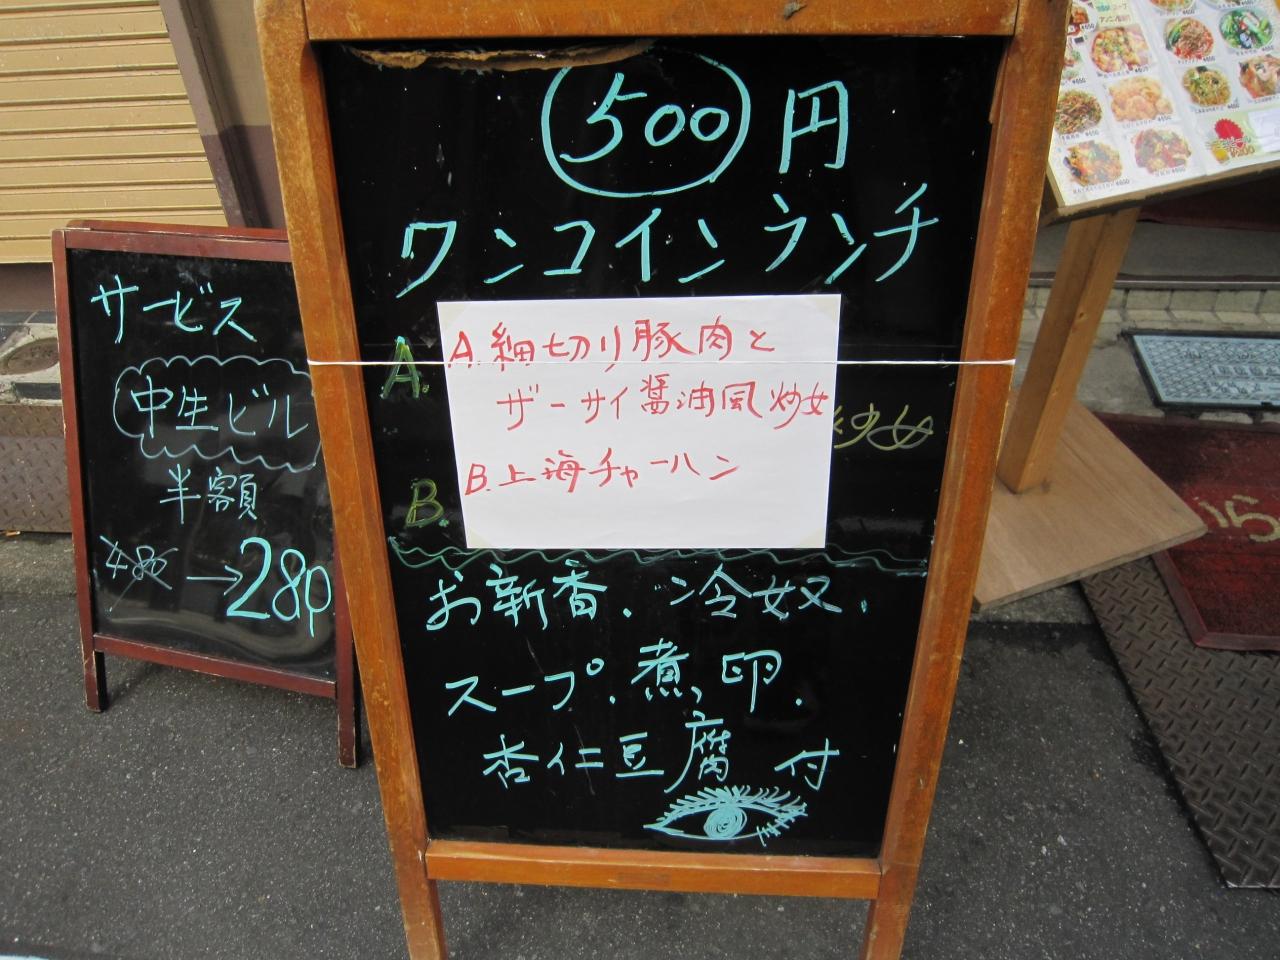 500円
ワンコインランチ
A. A.細切り豚肉と
ザーサイ醤油風炒め
炒め
B. B.上海チャーハン
お新香、冷奴、
スープ、煮卵、
杏仁豆腐 付
サービス
中生ビル
半額
480→280